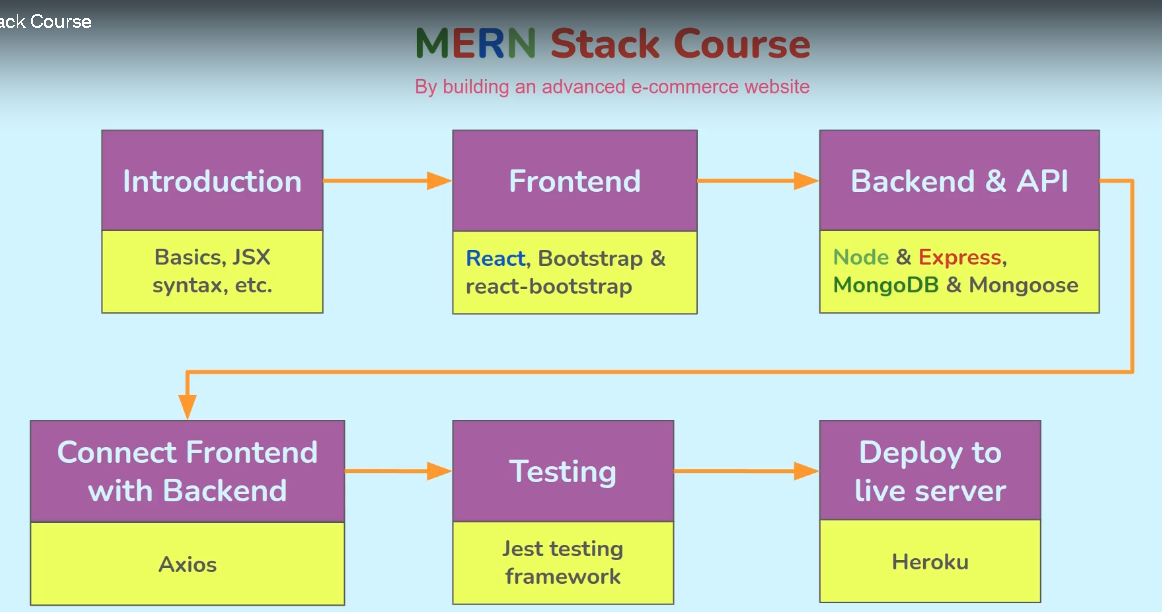 Stack Course
MERN Stack Course
By building an advanced e-commerce website
Introduction
Basics, JSX
syntax, etc.
Frontend
React, Bootstrap &
react-bootstrap
Backend & API
Node & Express,
MongoDB & Mongoose
Connect Frontend
with Backend
Axios
Testing
Jest testing
framework
Deploy to
live server
Heroku